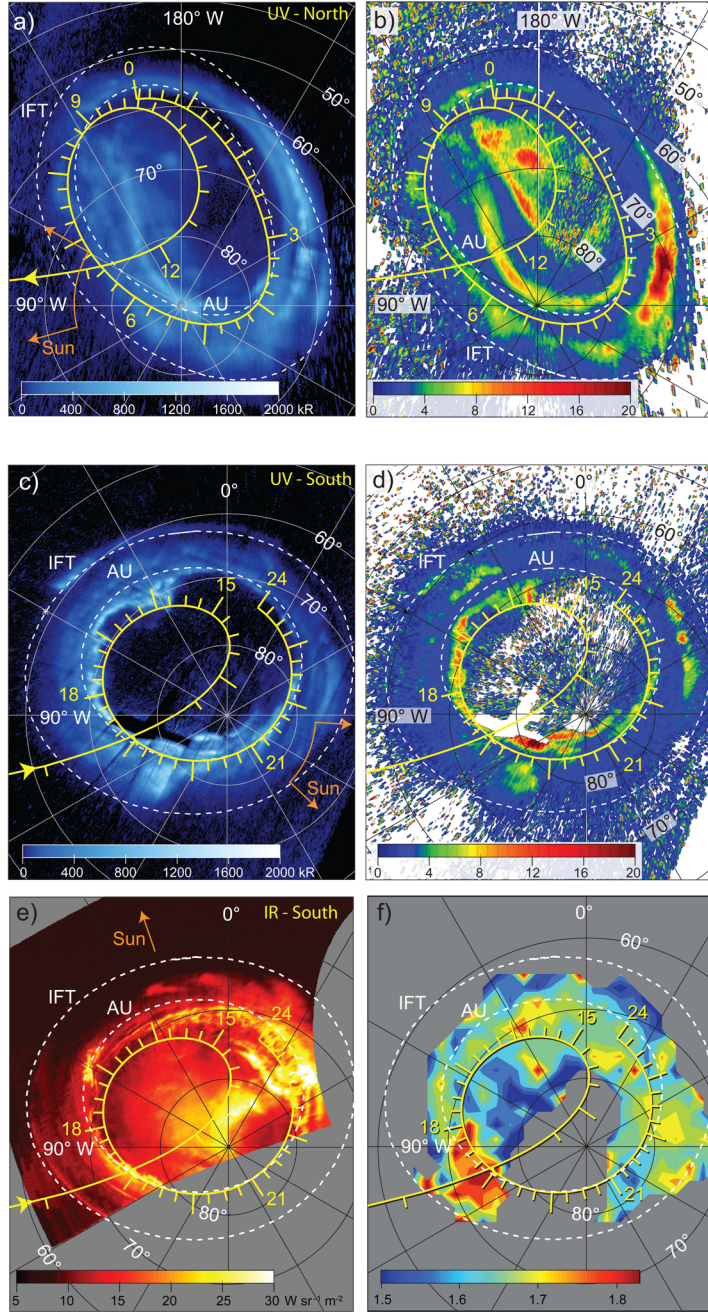 a)
UV - North
180° W
0
50°
IFT
9
60°
70°
3
80°
12
AU
90° W
6
Sun
0 400 800 1200 1600 2000 kR
b)
180° W
0
50°
9
60°
70°
3
AU
80°
12
90° W
6
IFT
0 4 8 12 16 20
c)
UV - South
0°
60°
IFT
AU
15
24
70°
80°
18
90° W
21
Sun
0 400 800 1200 1600 2000 kR
d)
0°
60°
IFT
AU
15
24
70°
80°
18
90° W
21
80°
70°
0 4 8 12 16 20
e)
IR - South
0°
Sun
IFT
AU
15
24
18
90° W
21
80°
70°
60°
5 10 15 20 25 30 W sr⁻¹ m⁻²
f)
0°
60°
IFT
AU
15
24
18
90° W
21
80°
70°
1.5 1.6 1.7 1.8